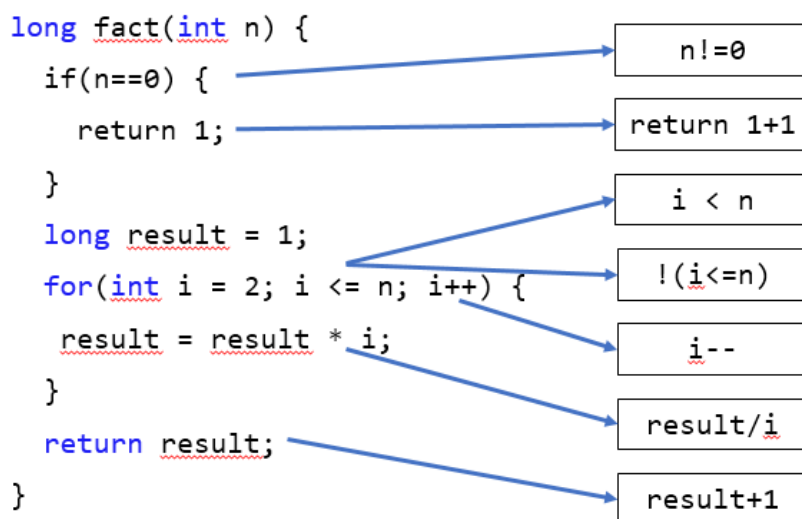 long fact(int n) {
if(n==0) {
return 1;
}
long result = 1;
for(int i = 2; i <= n; i++) {
result = result * i;
}
return result;
}
n!=0
return 1+1
i < n
!(i<=n)
i--
result/i
result+1